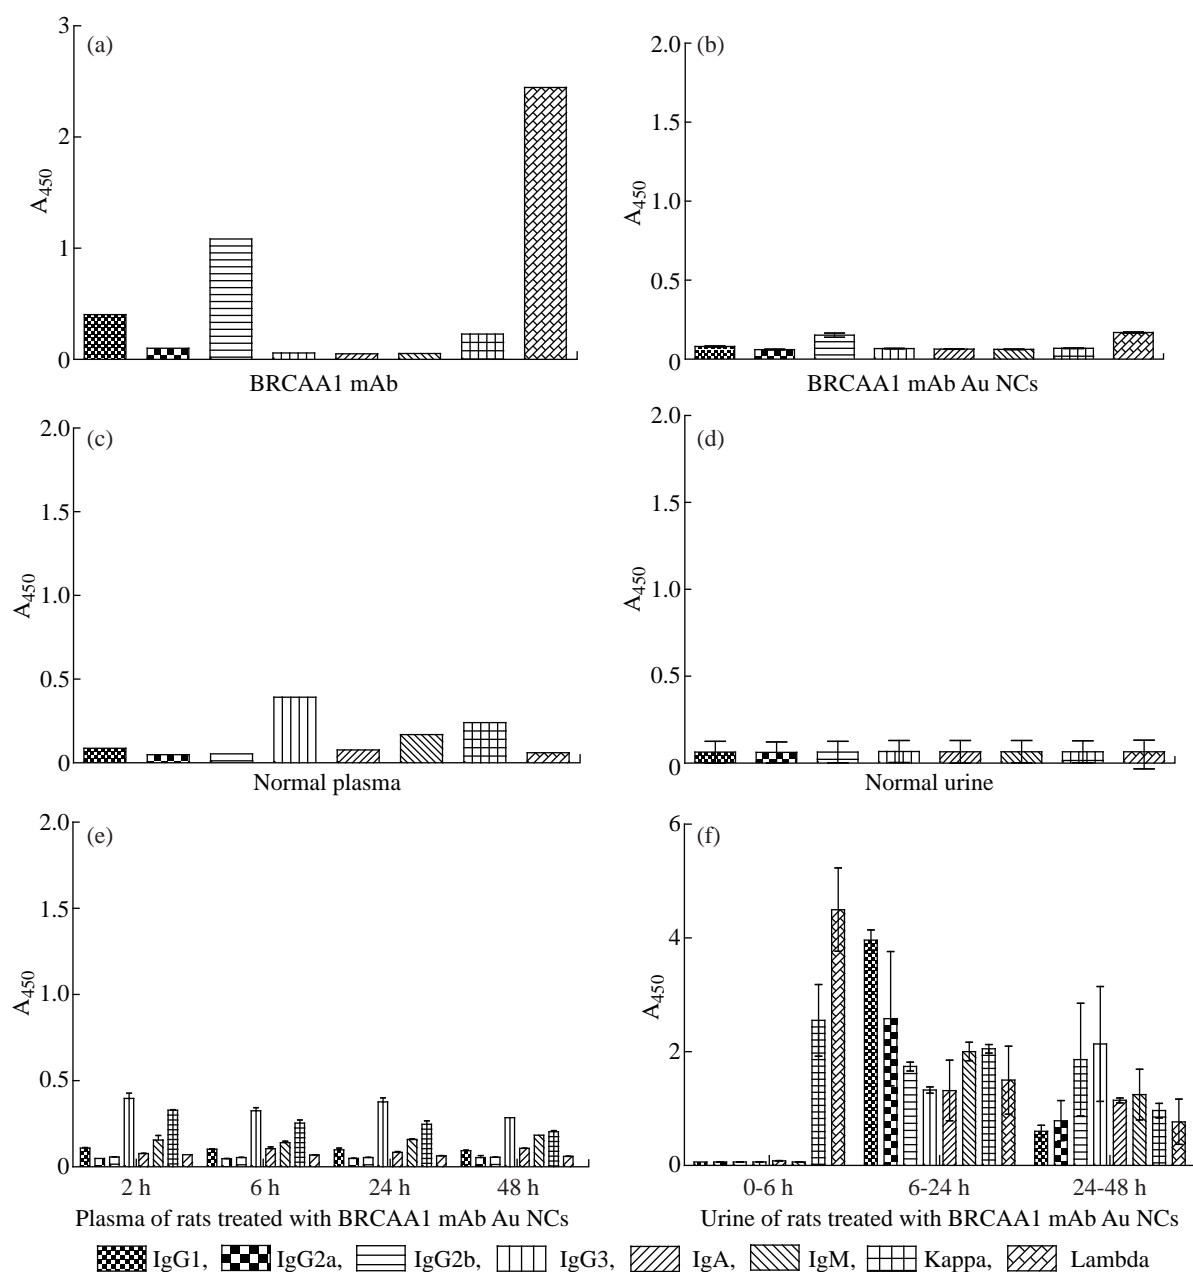 (a)
3
2
1
0
A450
BRCAA1 mAb
(b)
2.0
1.5
1.0
0.5
0
A450
BRCAA1 mAb Au NCs
(c)
2.0
1.5
1.0
0.5
0
A450
Normal plasma
(d)
2.0
1.5
1.0
0.5
0
A450
Normal urine
(e)
2.0
1.5
1.0
0.5
0
A450
2 h 6 h 24 h 48 h
Plasma of rats treated with BRCAA1 mAb Au NCs
(f)
6
4
2
0
A450
0-6 h 6-24 h 24-48 h
Urine of rats treated with BRCAA1 mAb Au NCs
IgG1, IgG2a, IgG2b, IgG3, IgA, IgM, Kappa, Lambda